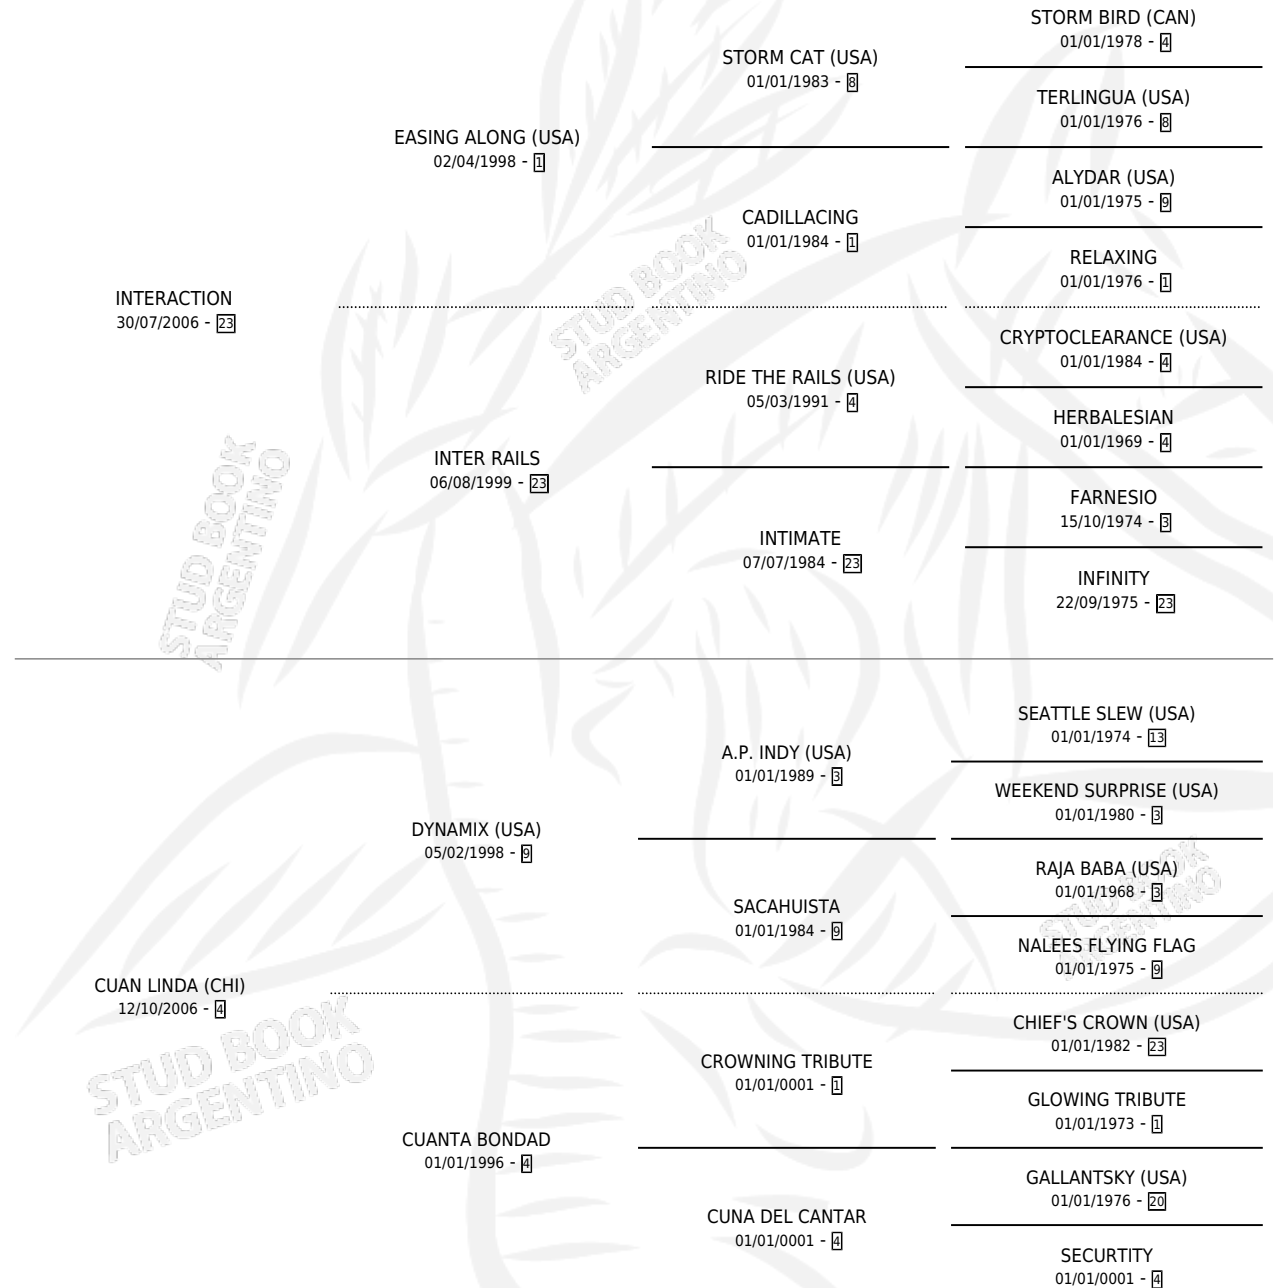 STORM BIRD (CAN)
01/01/1978 - 4
STORM CAT (USA)
01/01/1983 - 8
TERLINGUA (USA)
01/01/1976 - 8
EASING ALONG (USA)
02/04/1998 - 1
ALYDAR (USA)
01/01/1975 - 9
CADILLACING
01/01/1984 - 1
RELAXING
01/01/1976 - 1
INTERACTION
30/07/2006 - 23
CRYPTOCLEARANCE (USA)
01/01/1984 - 4
RIDE THE RAILS (USA)
05/03/1991 - 4
HERBALESIAN
01/01/1969 - 4
INTER RAILS
06/08/1999 - 23
FARNESIO
15/10/1974 - 3
INTIMATE
07/07/1984 - 23
INFINITY
22/09/1975 - 23
SEATTLE SLEW (USA)
01/01/1974 - 13
A.P. INDY (USA)
01/01/1989 - 3
WEEKEND SURPRISE (USA)
01/01/1980 - 3
DYNAMIX (USA)
05/02/1998 - 9
RAJA BABA (USA)
01/01/1968 - 3
SACAHUISTA
01/01/1984 - 9
NALEES FLYING FLAG
01/01/1975 - 9
CUAN LINDA (CHI)
12/10/2006 - 4
CHIEF'S CROWN (USA)
01/01/1982 - 23
CROWNING TRIBUTE
01/01/0001 - 1
GLOWING TRIBUTE
01/01/1973 - 1
CUANTA BONDAD
01/01/1996 - 4
GALLANTSKY (USA)
01/01/1976 - 20
CUNA DEL CANTAR
01/01/0001 - 4
SECURTITY
01/01/0001 - 4
STUD BOOK
ARGENTINO
STUD BOOK
ARGENTINO
STUD BOOK
ARGENTINO
STUD BOOK
ARGENTINO